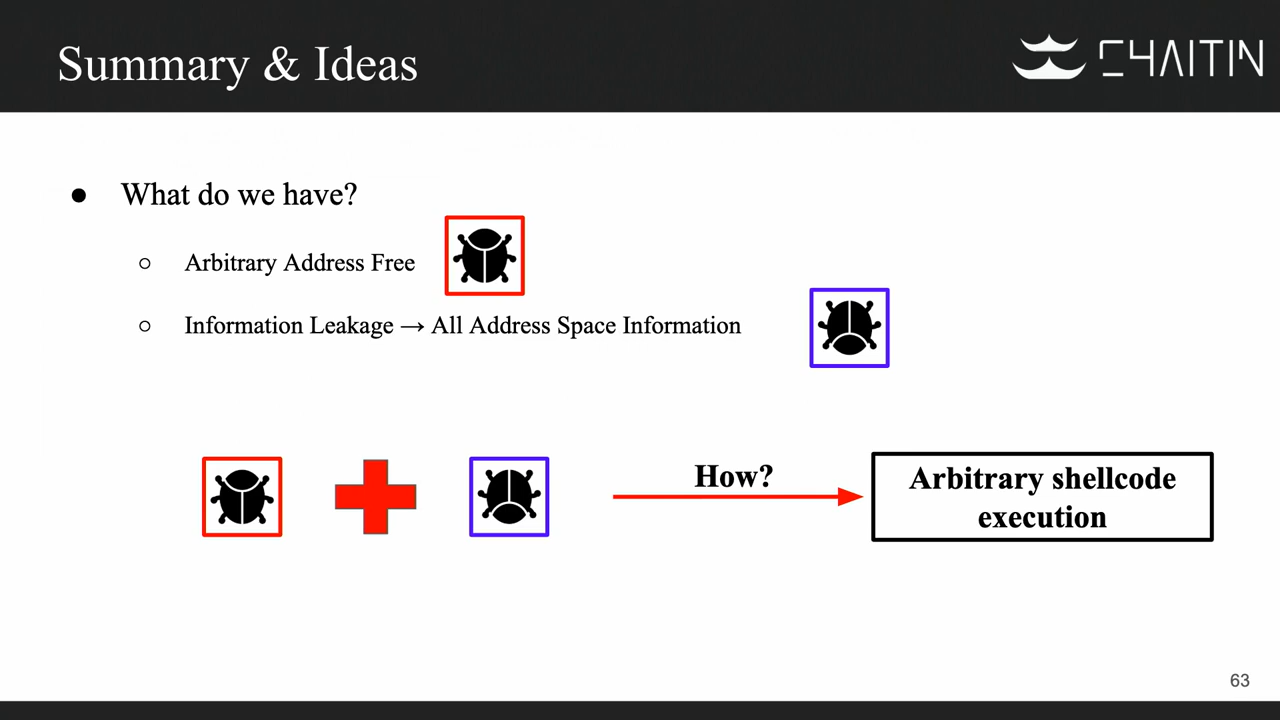 Summary & Ideas
CHAITIN
● What do we have?
○ Arbitrary Address Free
○ Information Leakage → All Address Space Information
How?
Arbitrary shellcode
execution
63